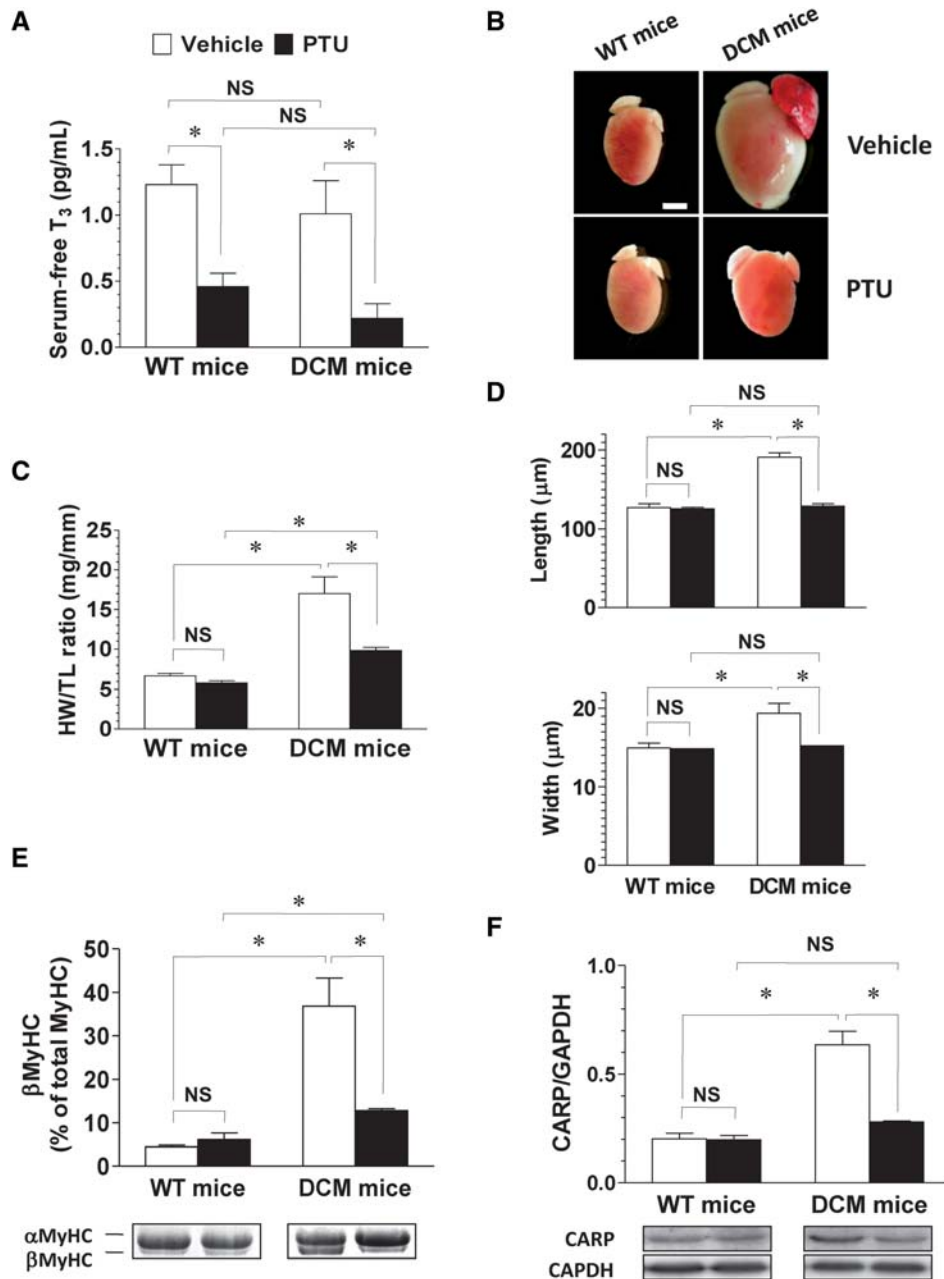 A
Vehicle PTU
NS
NS
*
*
Serum-free T3 (pg/mL)
1.5
1.0
0.5
0.0
WT mice DCM mice
B
WT mice DCM mice
Vehicle
PTU
C
*
*
*
NS
HW/TL ratio (mg/mm)
25
20
15
10
5
0
WT mice DCM mice
D
NS
*
*
NS
Length (μm)
200
100
0
NS
*
*
NS
Width (μm)
20
10
0
WT mice DCM mice
E
*
*
*
NS
βMyHC
(% of total MyHC)
50
40
30
20
10
0
WT mice DCM mice
αMyHC
βMyHC
F
NS
*
*
NS
CARP/GAPDH
1.0
0.5
0.0
WT mice DCM mice
CARP
CAPDH